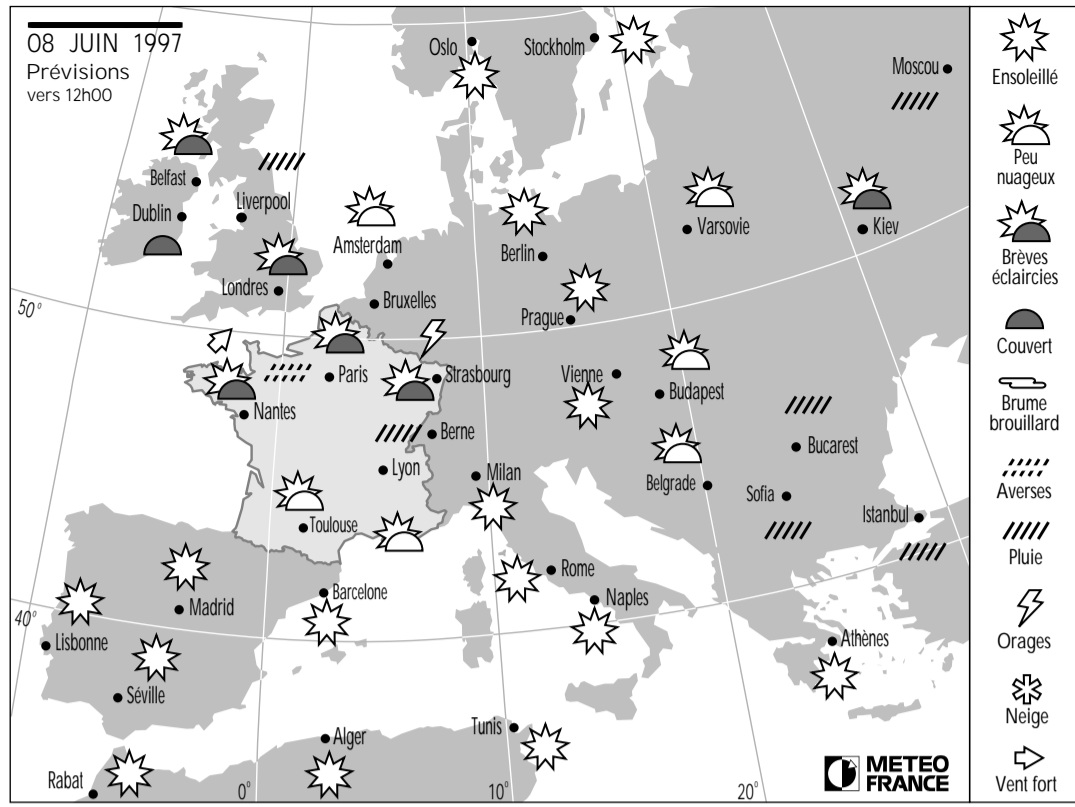 08 JUIN 1997
Prévisions
vers 12h00
Oslo
Stockholm
Moscou
Belfast
Dublin
Liverpool
Amsterdam
Berlin
Varsovie
Kiev
Londres
Bruxelles
50°
Prague
Paris
Strasbourg
Vienne
Budapest
Nantes
Berne
Bucarest
Lyon
Milan
Belgrade
Sofia
Istanbul
Toulouse
Rome
Barcelone
Naples
Madrid
40°
Lisbonne
Athènes
Séville
Alger
Tunis
Rabat
0°
10°
20°
METEO
FRANCE
Ensoleillé
Peu
nuageux
Brèves
éclaircies
Couvert
Brume
brouillard
Averses
Pluie
Orages
Neige
Vent fort